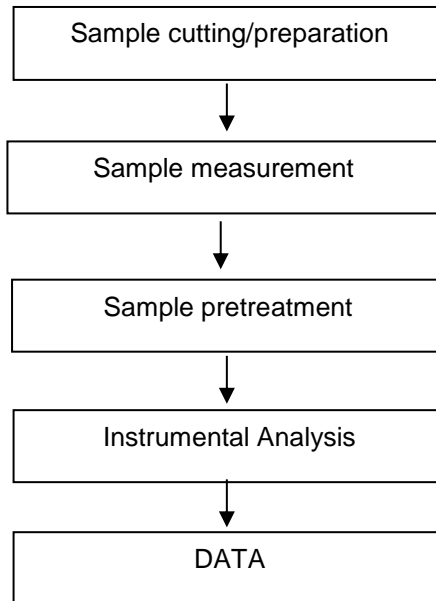 Sample cutting/preparation
Sample measurement
Sample pretreatment
Instrumental Analysis
DATA